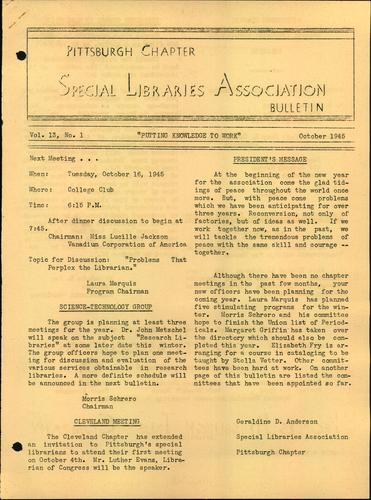 PITTSBURGH CHAPTER
SPECIAL LIBRARIES ASSOCIATION
BULLETIN
Vol. 13, No. 1 "PUTTING KNOWLEDGE TO WORK" October 1945
Next Meeting . . .
When: Tuesday, October 16, 1945
Where: College Club
Time: 6:15 P.M.
After dinner discussion to begin at
7:45.
Chairman: Miss Lucille Jackson
Vanadium Corporation of America
Topic for Discussion: "Problems That
Perplex the Librarian."
Laura Marquis
Program Chairman
SCIENCE-TECHNOLOGY GROUP
The group is planning at least three
meetings for the year. Dr. John Metschel
will speak on the subject "Research Li-
braries" at some later date this winter.
The group officers hope to plan one meet-
ing for discussion and evaluation of the
various services obtainable in research
libraries. A more definite schedule will
be announced in the next bulletin.
Morris Schrero
Chairman
CLEVELAND MEETING
The Cleveland Chapter has extended
an invitation to Pittsburgh's special
librarians to attend their first meeting
on October 4th. Mr. Luther Evans, Libra-
rian of Congress will be the speaker.
PRESIDENT'S MESSAGE
At the beginning of the new year
for the association come the glad tid-
ings of peace throughout the world once
more. But, with peace come problems
which we have been anticipating for over
three years. Reconversion, not only of
factories, but of ideas as well. If we
work together now, as in the past, we
will tackle the tremendous problems of
peace with the same skill and courage --
together.
Although there have been no chapter
meetings in the past few months, your
new officers have been planning for the
coming year. Laura Marquis has planned
five stimulating programs for the win-
ter. Morris Schrero and his committee
hope to finish the Union list of Period-
icals. Margaret Griffin has taken over
the directory which should also be com-
pleted this year. Elizabeth Fry is ar-
ranging for a course in cataloging to be
taught by Stella Vetter. Other commit-
tees have been hard at work. On another
page of this bulletin are listed the com-
mittees that have been appointed so far.
Geraldine D. Anderson
Special Libraries Association
Pittsburgh Chapter